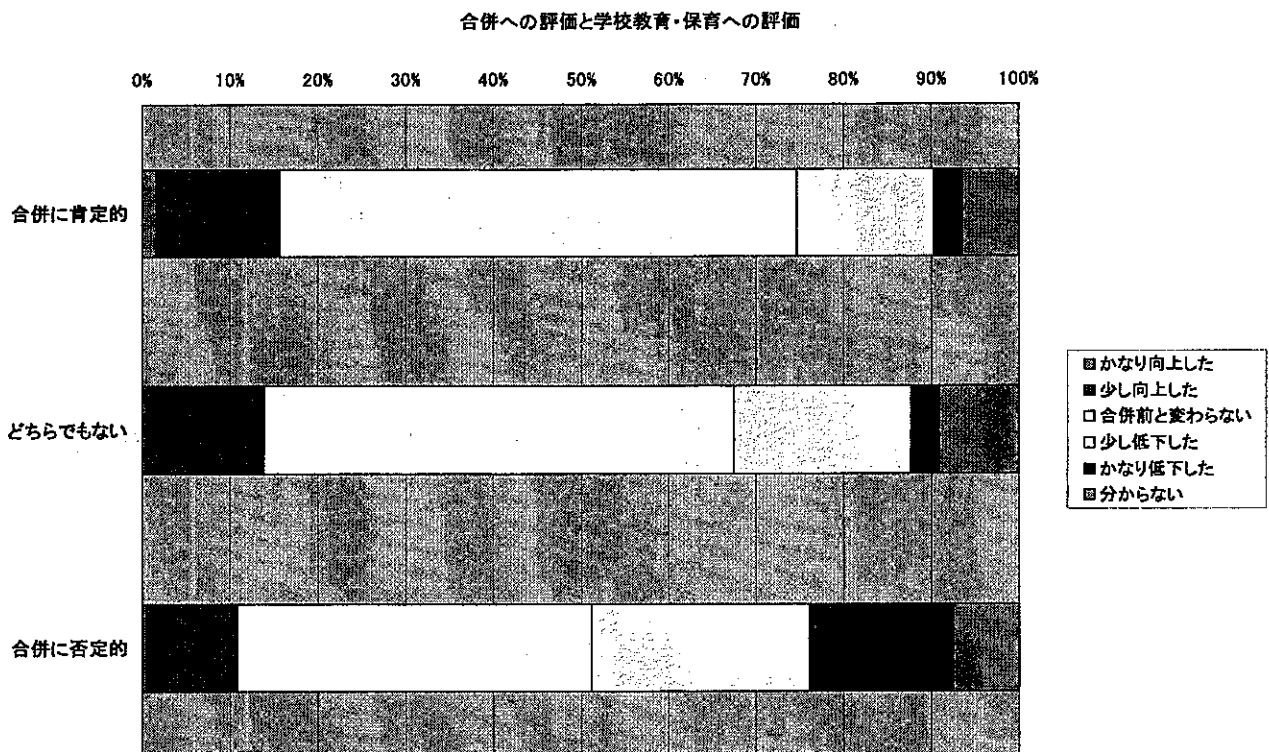 合併への評価と学校教育・保育への評価
0% 10% 20% 30% 40% 50% 60% 70% 80% 90% 100%
合併に肯定的
どちらでもない
合併に否定的
かなり向上した
少し向上した
合併前と変わらない
少し低下した
かなり低下した
分からない